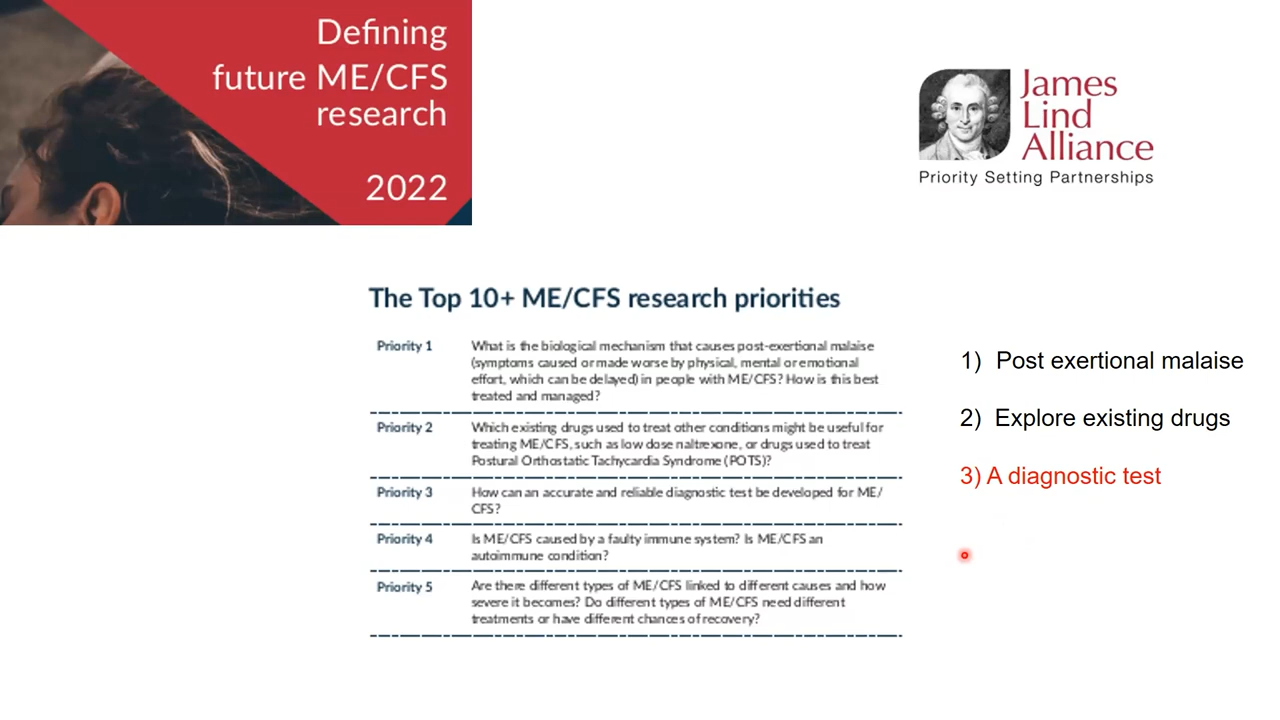 Defining
future ME/CFS
research
2022
James
Lind
Alliance
Priority Setting Partnerships
The Top 10+ ME/CFS research priorities
Priority 1
What is the biological mechanism that causes post-exertional malaise
(symptoms caused or made worse by physical, mental or emotional
effort, which can be delayed) in people with ME/CFS? How is this best
treated and managed?
Priority 2
Which existing drugs used to treat other conditions might be useful for
treating ME/CFS, such as low dose naltrexone, or drugs used to treat
Postural Orthostatic Tachycardia Syndrome (POTS)?
Priority 3
How can an accurate and reliable diagnostic test be developed for ME/
CFS?
Priority 4
Is ME/CFS caused by a faulty immune system? Is ME/CFS an
autoimmune condition?
Priority 5
Are there different types of ME/CFS linked to different causes and how
severe it becomes? Do different types of ME/CFS need different
treatments or have different chances of recovery?
1) Post exertional malaise
2) Explore existing drugs
3) A diagnostic test